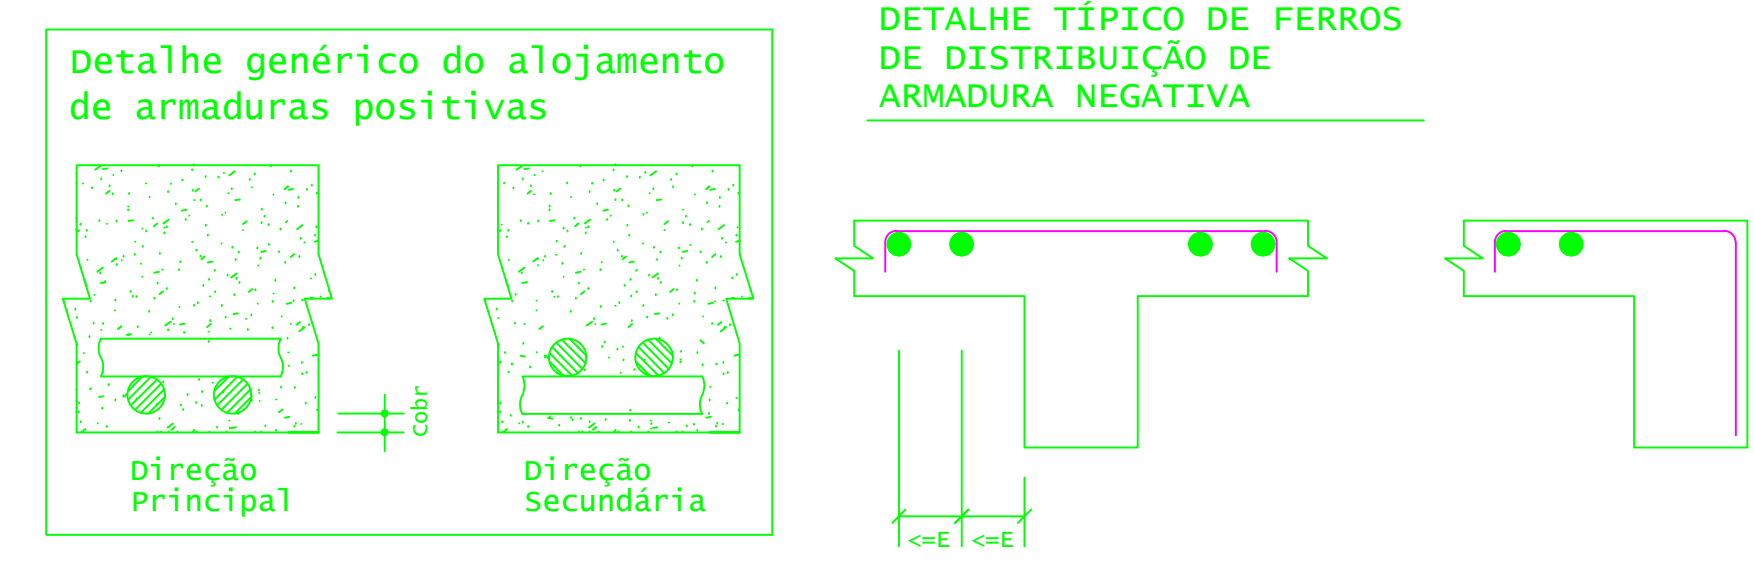 Detalhe genérico do alojamento
de armaduras positivas
Cobr
Direção
Principal
Direção
Secundária
DETALHE TÍPICO DE FERROS
DE DISTRIBUIÇÃO DE
ARMADURA NEGATIVA
<=E <=E